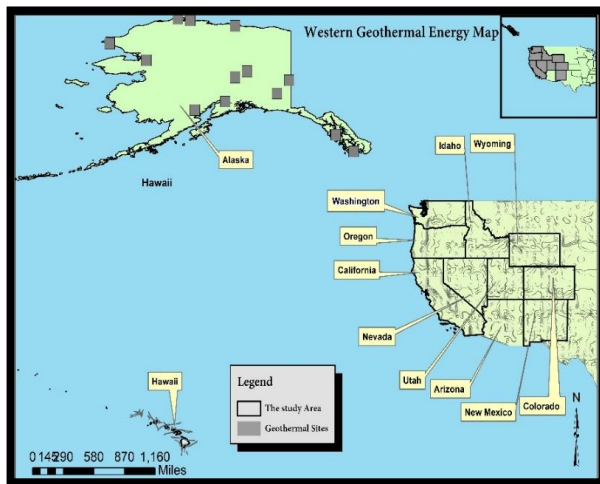 Western Geothermal Energy Map
Idaho
Wyoming
Alaska
Hawaii
Washington
Oregon
California
Nevada
Hawaii
Utah
Arizona
New Mexico
Colorado
Legend
The study Area
Geothermal Sites
N
0 145290 580 870 1,160
Miles